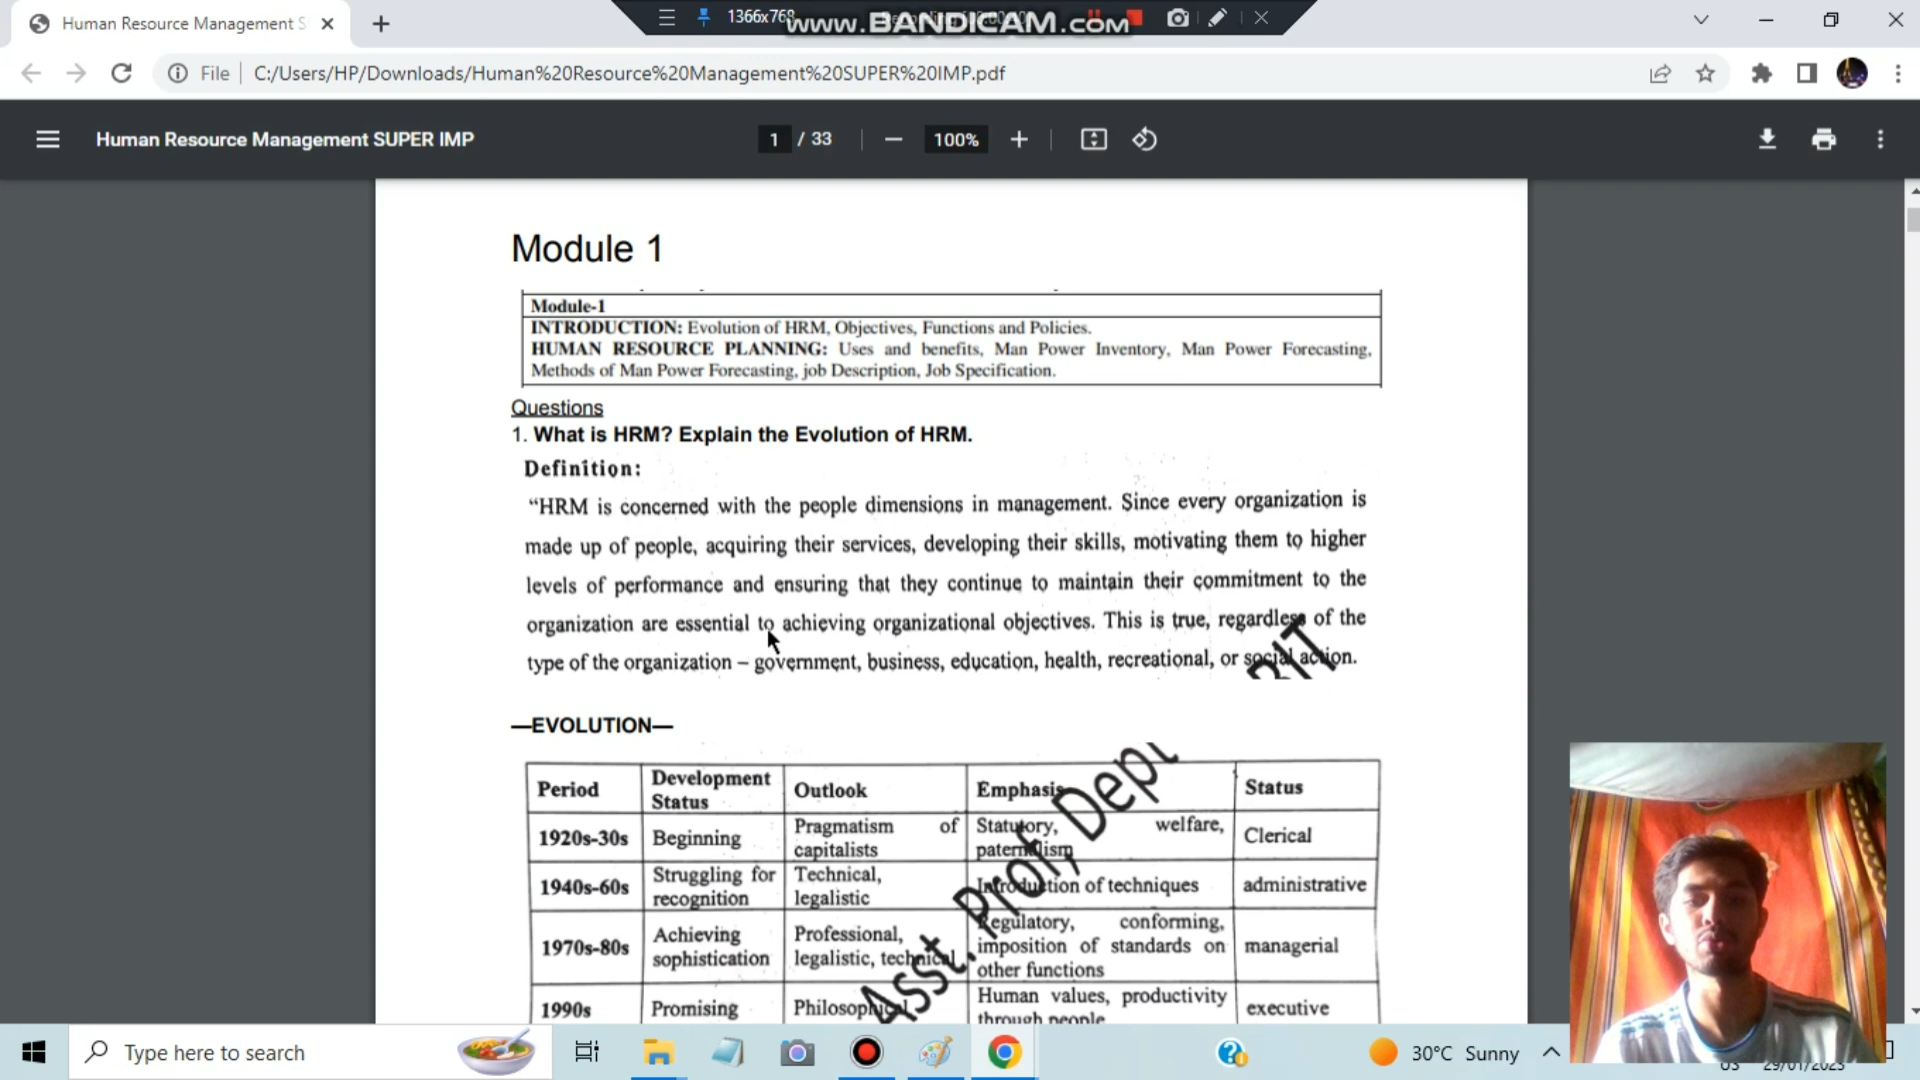 Human Resource Management S
1366x768
www.BANDICAM.com
File
C:/Users/HP/Downloads/Human%20Resource%20Management%20SUPER%20IMP.pdf
Human Resource Management SUPER IMP
1 / 33
100%
Module 1
Module-1
INTRODUCTION: Evolution of HRM, Objectives, Functions and Policies.
HUMAN RESOURCE PLANNING: Uses and benefits, Man Power Inventory, Man Power Forecasting,
Methods of Man Power Forecasting, job Description, Job Specification.
Questions
1. What is HRM? Explain the Evolution of HRM.
Definition:
“HRM is concerned with the people dimensions in management. Since every organization is
made up of people, acquiring their services, developing their skills, motivating them to higher
levels of performance and ensuring that they continue to maintain their commitment to the
organization are essential to achieving organizational objectives. This is true, regardless of the
type of the organization – government, business, education, health, recreational, or social action.
—EVOLUTION—
Period Development Status Outlook Emphasis Status
1920s-30s Beginning Pragmatism of capitalists Statutory, welfare, paternalism Clerical
1940s-60s Struggling for recognition Technical, legalistic Introduction of techniques administrative
1970s-80s Achieving sophistication Professional, legalistic, technical Regulatory, conforming, imposition of standards on other functions managerial
1990s Promising Philosophical Human values, productivity through people executive
Asst. Prof, Dept
Type here to search
30°C Sunny
US
29/01/2023